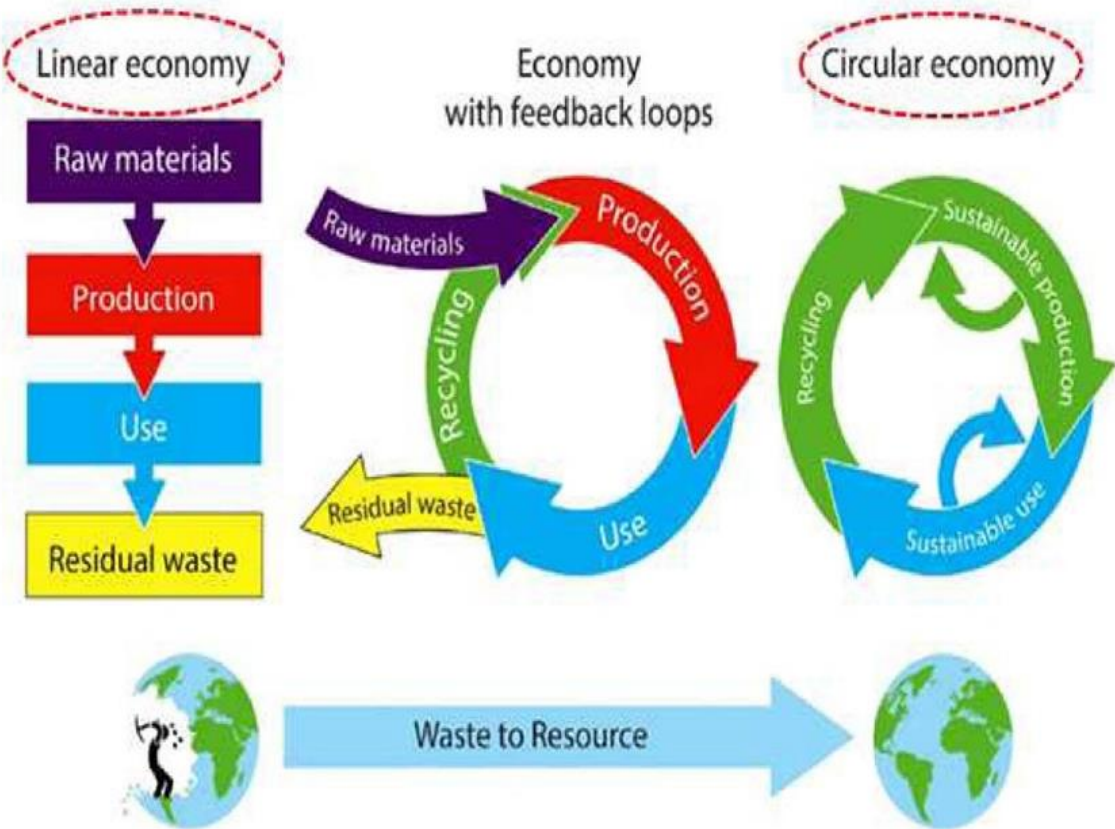 Linear economy
Raw materials
Production
Use
Residual waste
Economy
with feedback loops
Raw materials
Production
Use
Recycling
Residual waste
Circular economy
Sustainable production
Sustainable use
Recycling
Waste to Resource